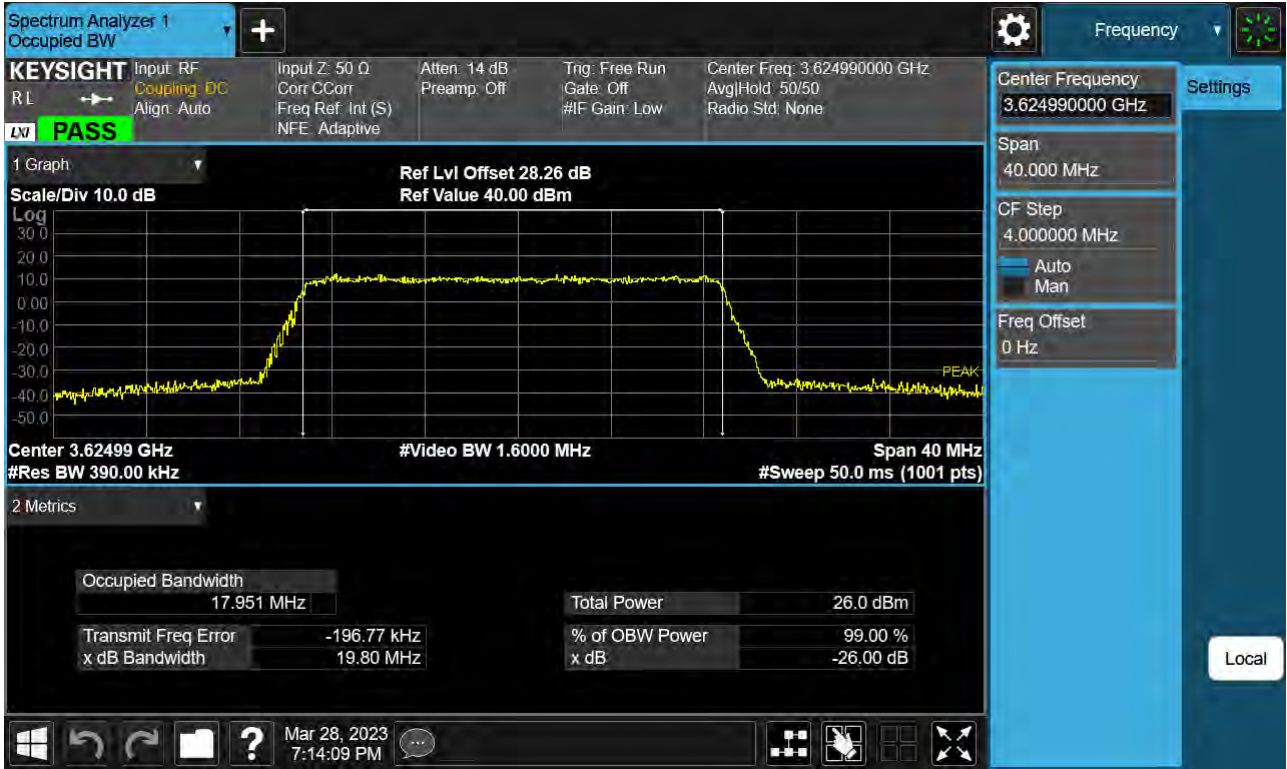 Spectrum Analyzer 1
Occupied BW
Frequency
KEYSIGHT
RL
LXI
PASS
Input: RF
Coupling: DC
Align: Auto
Input Z: 50 Ω
Corr CCorr
Freq Ref: Int (S)
NFE: Adaptive
Atten: 14 dB
Preamp: Off
Trig: Free Run
Gate: Off
#IF Gain: Low
Center Freq: 3.624990000 GHz
Avg|Hold: 50/50
Radio Std: None
1 Graph
Scale/Div 10.0 dB
Ref Lvl Offset 28.26 dB
Ref Value 40.00 dBm
Log
30.0
20.0
10.0
0.00
-10.0
-20.0
-30.0
-40.0
-50.0
PEAK
Center 3.62499 GHz
#Video BW 1.6000 MHz
Span 40 MHz
#Res BW 390.00 kHz
#Sweep 50.0 ms (1001 pts)
2 Metrics
Occupied Bandwidth
17.951 MHz
Total Power 26.0 dBm
Transmit Freq Error -196.77 kHz
% of OBW Power 99.00 %
x dB Bandwidth 19.80 MHz
x dB -26.00 dB
Center Frequency
3.624990000 GHz
Settings
Span
40.000 MHz
CF Step
4.000000 MHz
Auto
Man
Freq Offset
0 Hz
Local
?
Mar 28, 2023
7:14:09 PM